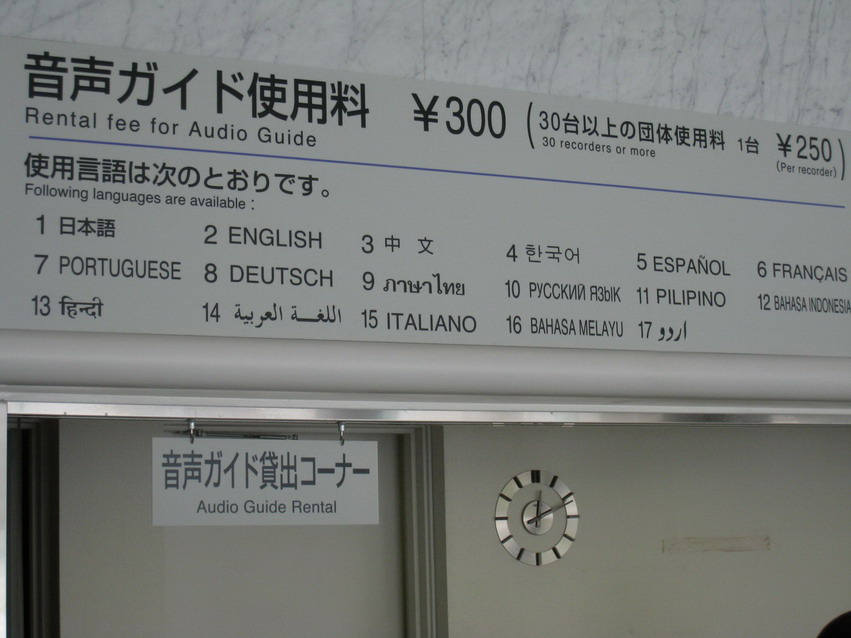 音声ガイド使用料 ￥300 (30台以上の団体使用料 1台 ￥250)
Rental fee for Audio Guide 30 recorders or more (Per recorder)
使用言語は次のとおりです。
Following languages are available :
1 日本語 2 ENGLISH 3 中 文 4 한국어 5 ESPAÑOL 6 FRANÇAIS
7 PORTUGUESE 8 DEUTSCH 9 ภาษาไทย 10 РУССКИЙ ЯЗЫК 11 PILIPINO 12 BAHASA INDONESIA
13 हिन्दी 14 اللغـة العربية 15 ITALIANO 16 BAHASA MELAYU 17 اردو
音声ガイド貸出コーナー
Audio Guide Rental